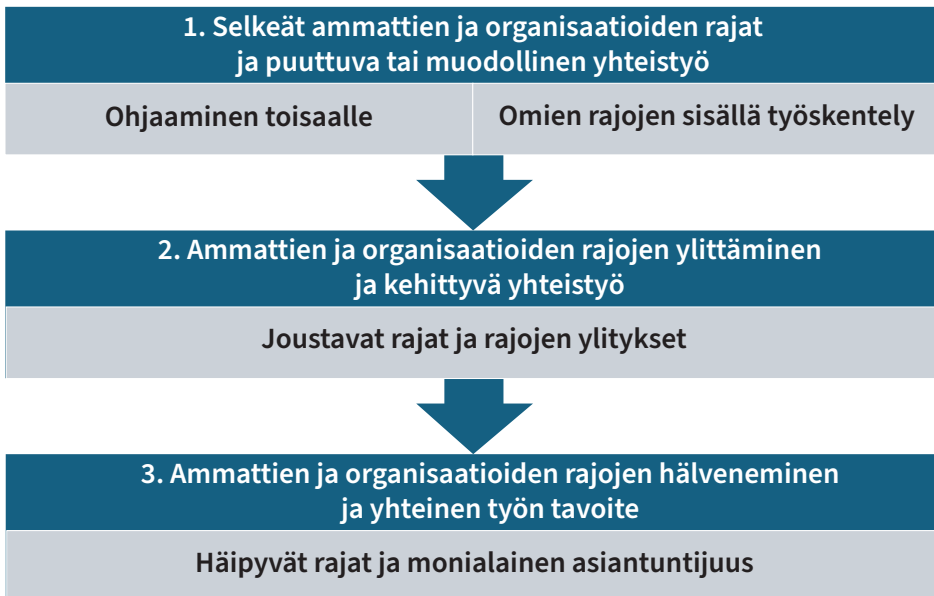 1. Selkeät ammattien ja organisaatioiden rajat
ja puuttuva tai muodollinen yhteistyö
Ohjaaminen toisaalle
Omien rajojen sisällä työskentely
2. Ammattien ja organisaatioiden rajojen ylittäminen
ja kehittyvä yhteistyö
Joustavat rajat ja rajojen ylitykset
3. Ammattien ja organisaatioiden rajojen hälveneminen
ja yhteinen työn tavoite
Häipyvät rajat ja monialainen asiantuntijuus